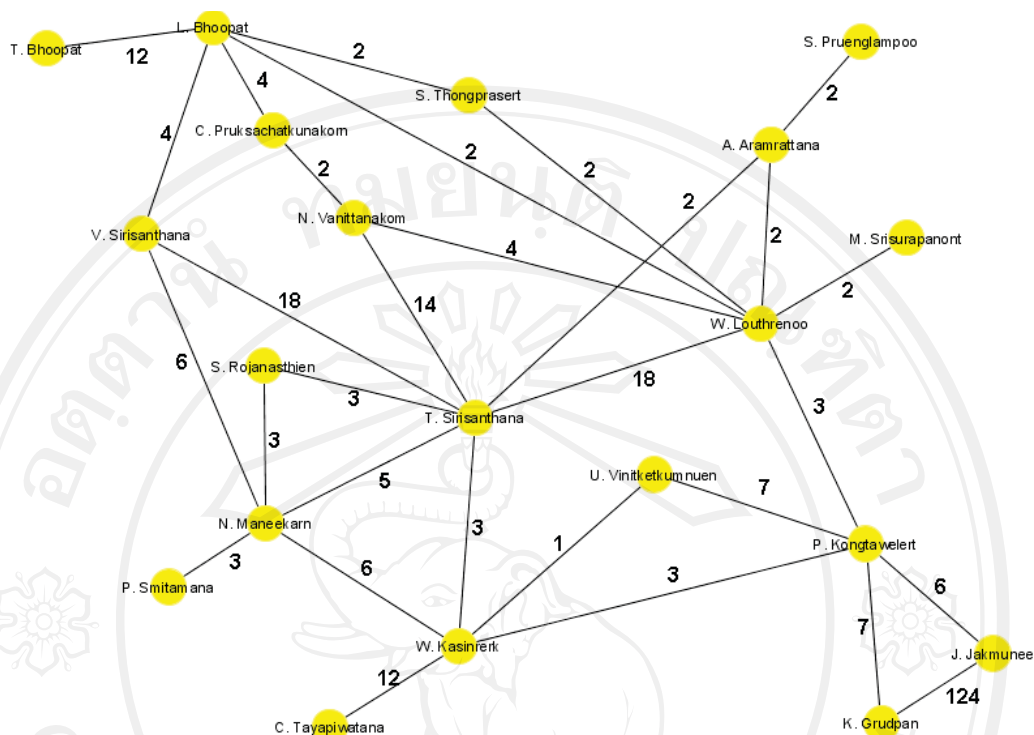 L. Bhoopat
T. Bhoopat
12
2
S. Pruenglampoo
4
S. Thongprasert
2
C. Pruksachatkunakorn
4
A. Aramrattana
2
2
2
2
N. Vanittanakom
V. Sirisanthana
4
2
M. Srisurapanont
2
18
14
W. Louthrenoo
6
S. Rojanasthien
18
3
3
T. Sirisanthana
3
5
U. Vinitketkumnuen
7
N. Maneekarn
3
1
P. Kongtawelert
3
6
3
6
P. Smitamana
7
W. Kasinrerk
J. Jakmunee
12
124
C. Tayapiwatana
K. Grudpan